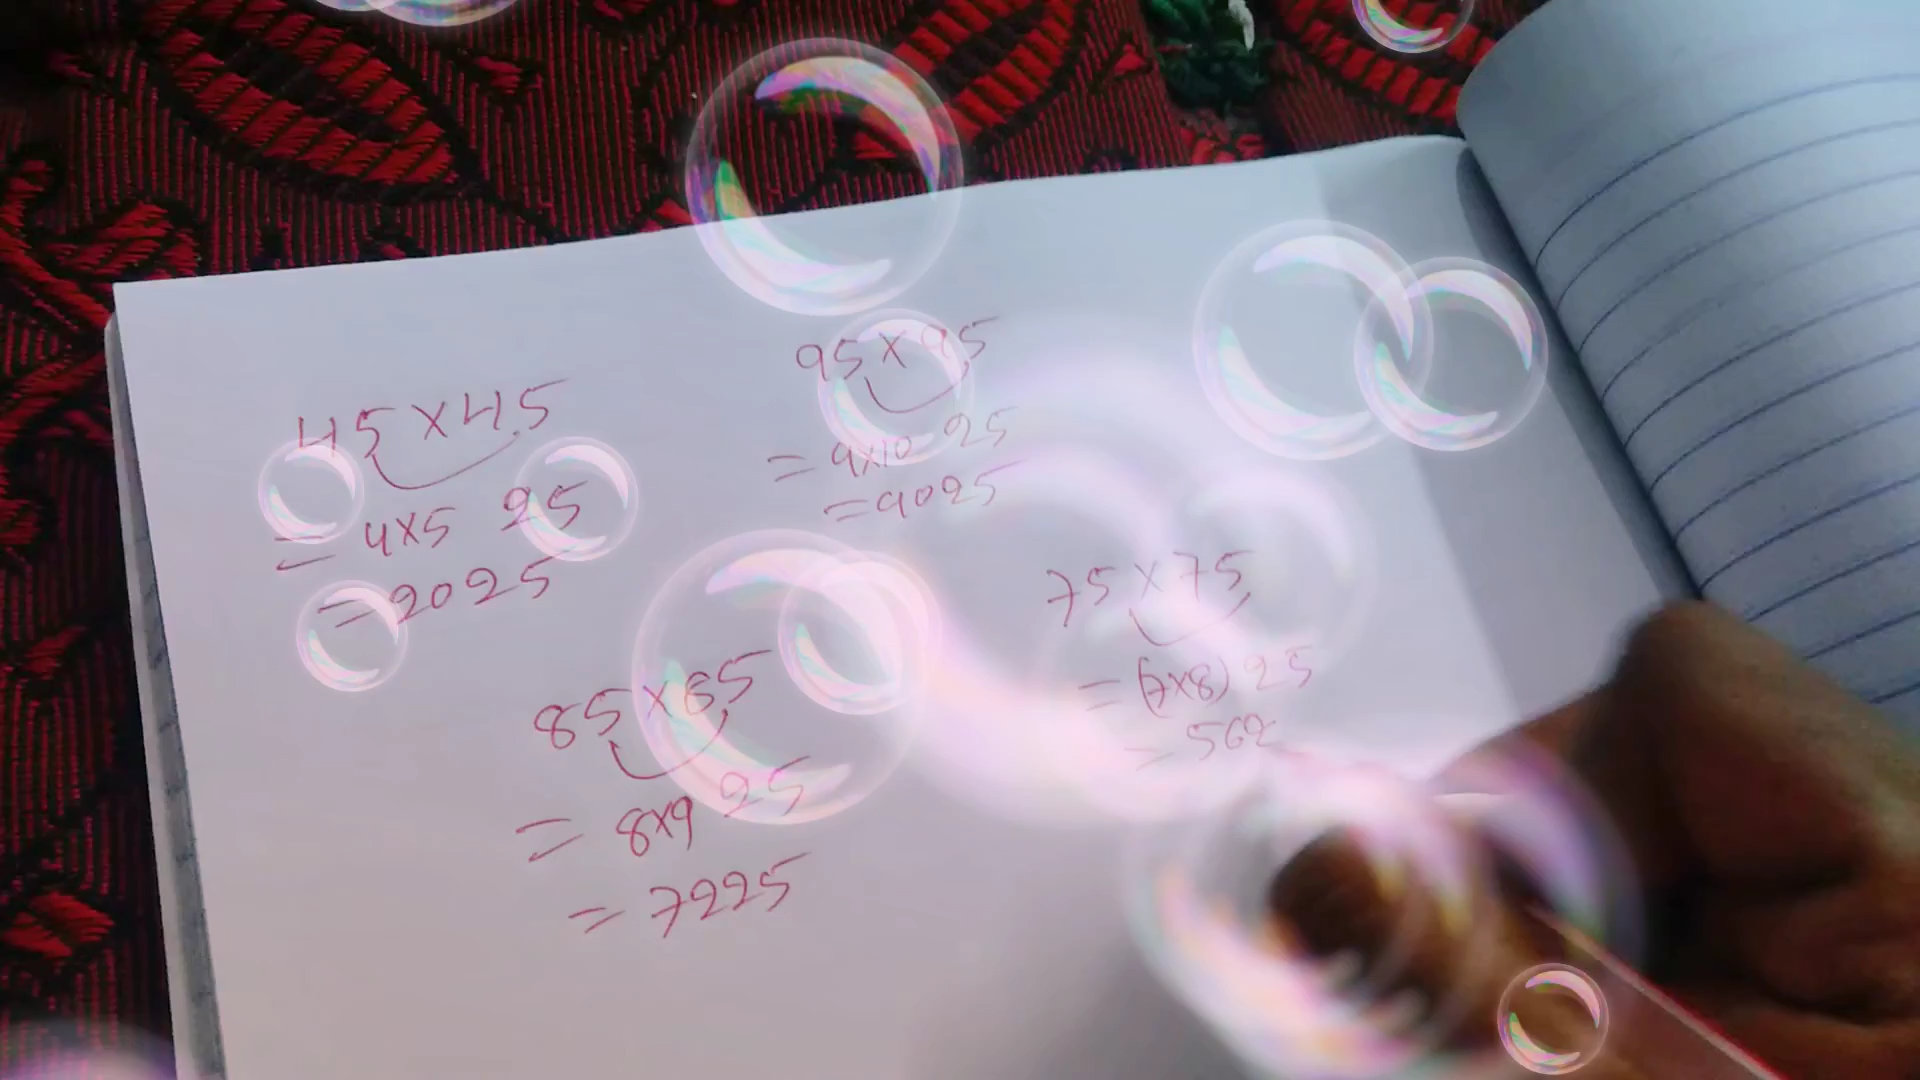 45×45
= 4×5 25
= 2025
95×95
= 9×10 25
= 9025
85×85
= 8×9 25
= 7225
75×75
= (7×8) 25
= 562